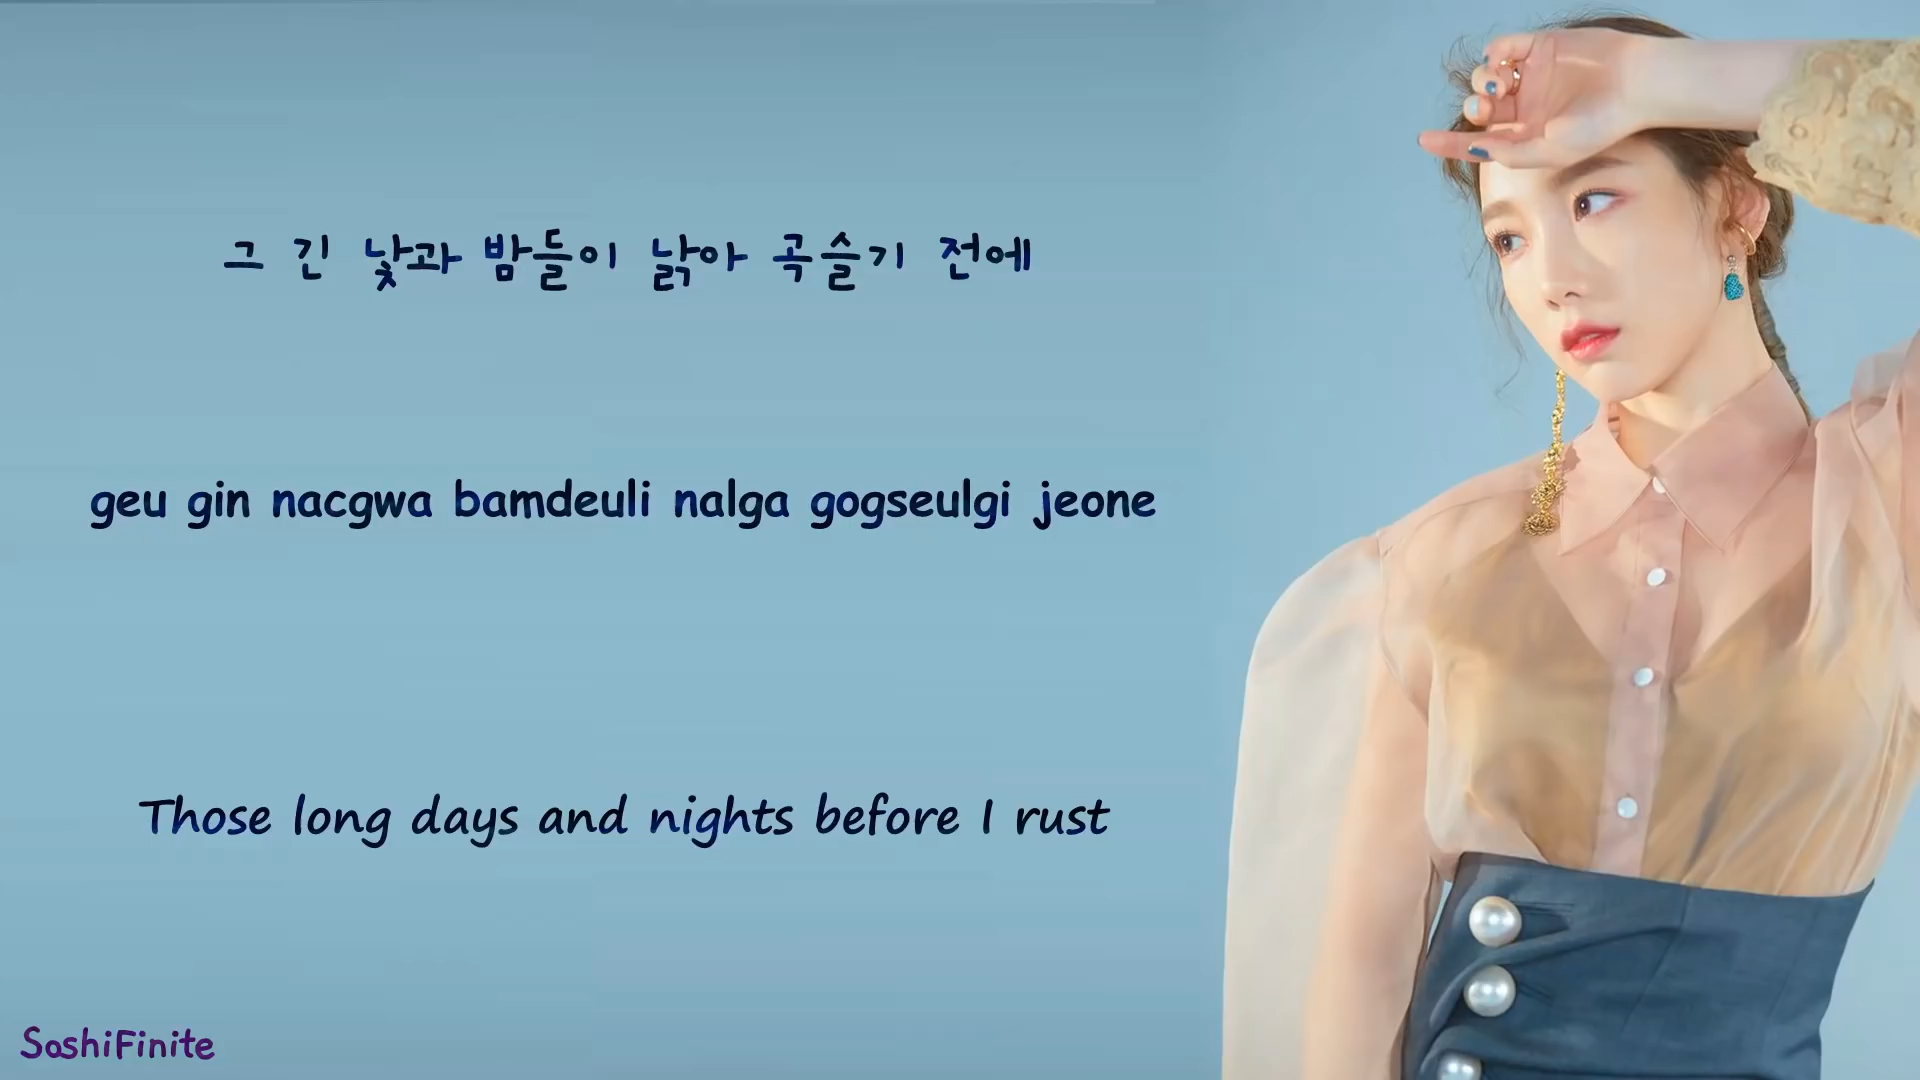 그 긴 낮과 밤들이 낡아 곡슬기 전에
geu gin nacgwa bamdeuli nalga gogseulgi jeone
Those long days and nights before I rust
SoshiFinite